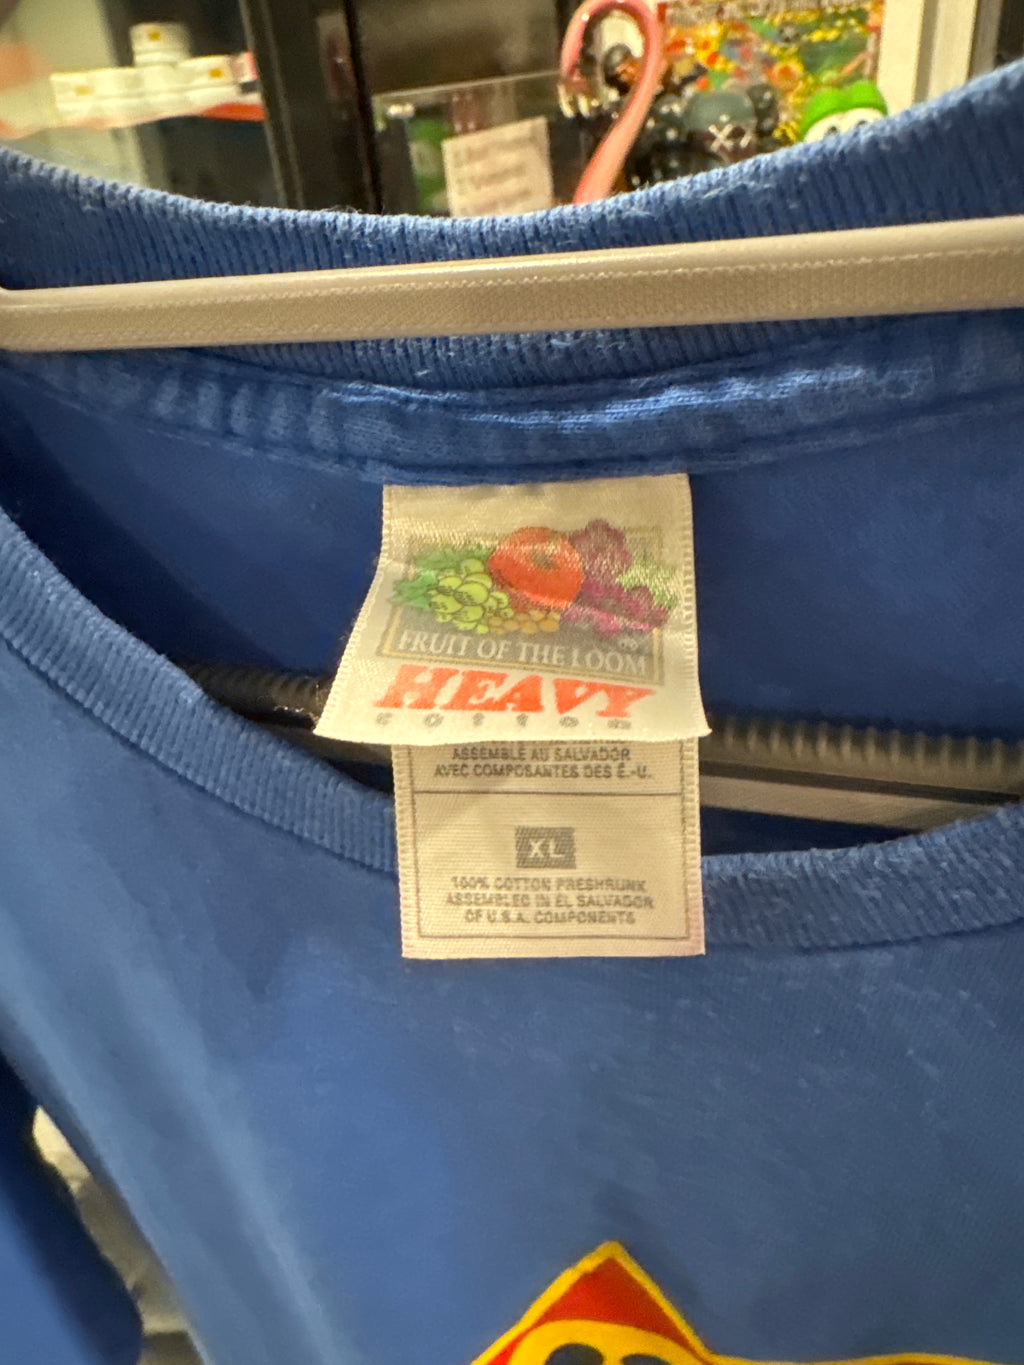 FRUIT OF THE LOOM
HEAVY
COTTON
ASSEMBLÉ AU SALVADOR
AVEC COMPOSANTES DES É.-U.
XL
100% COTTON PRESHRUNK
ASSEMBLED IN EL SALVADOR
OF U.S.A. COMPONENTS